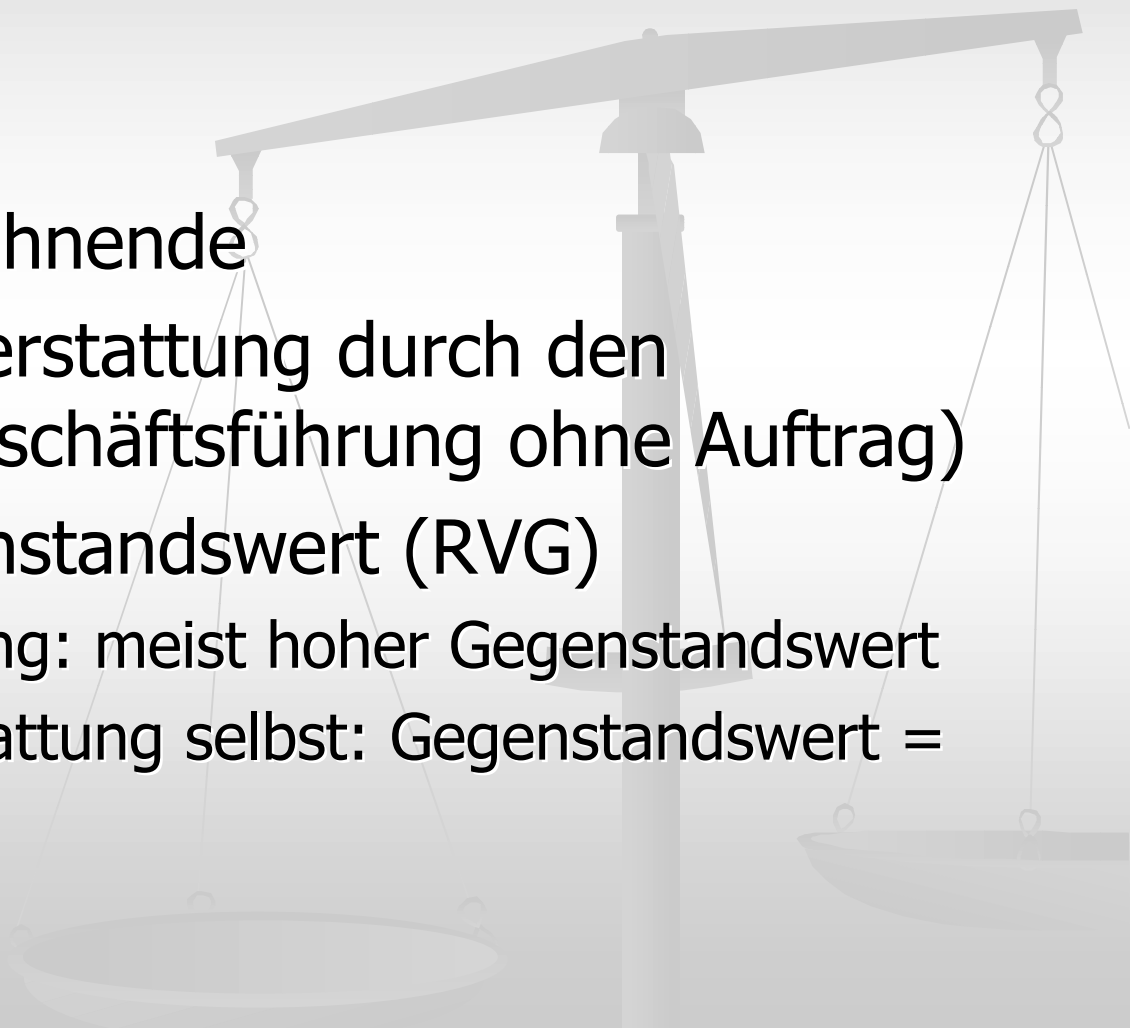 hnende
erstattung durch den
schäftsführung ohne Auftrag)
nstandswert (RVG)
ng: meist hoher Gegenstandswert
attung selbst: Gegenstandswert =